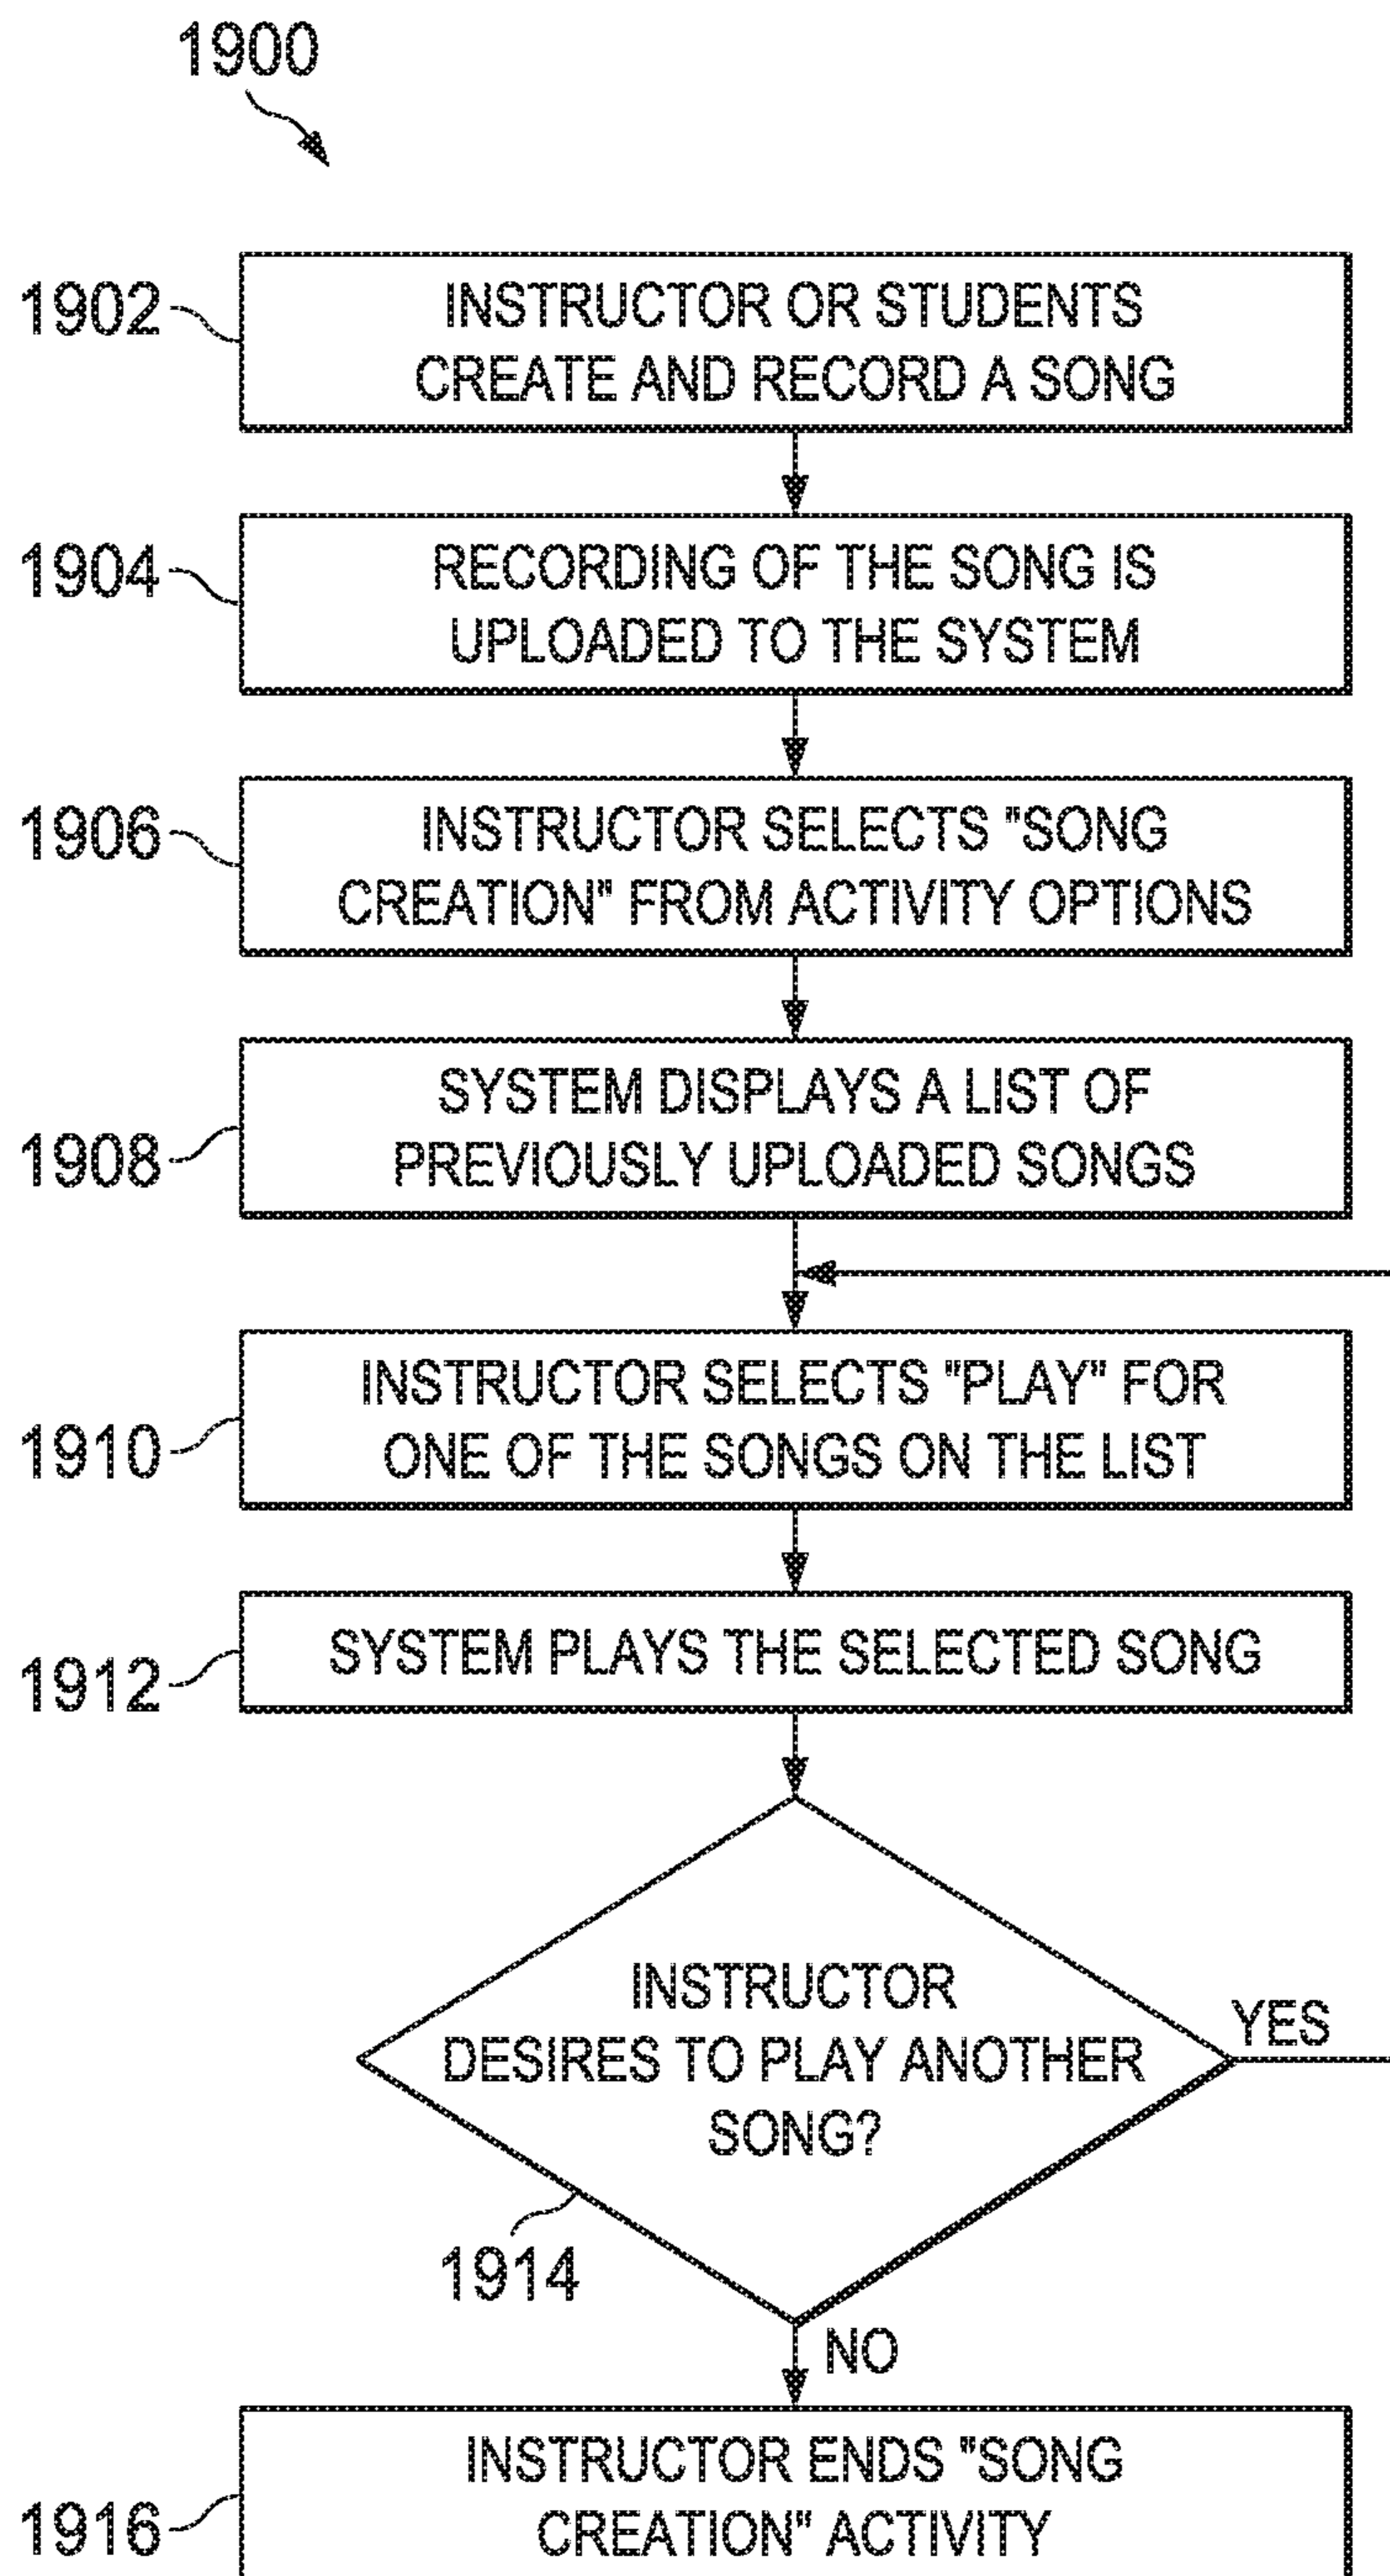 1900
1902
INSTRUCTOR OR STUDENTS
CREATE AND RECORD A SONG
1904
RECORDING OF THE SONG IS
UPLOADED TO THE SYSTEM
1906
INSTRUCTOR SELECTS "SONG
CREATION" FROM ACTIVITY OPTIONS
1908
SYSTEM DISPLAYS A LIST OF
PREVIOUSLY UPLOADED SONGS
1910
INSTRUCTOR SELECTS "PLAY" FOR
ONE OF THE SONGS ON THE LIST
1912
SYSTEM PLAYS THE SELECTED SONG
INSTRUCTOR
DESIRES TO PLAY ANOTHER
SONG?
YES
1914
NO
1916
INSTRUCTOR ENDS "SONG
CREATION" ACTIVITY